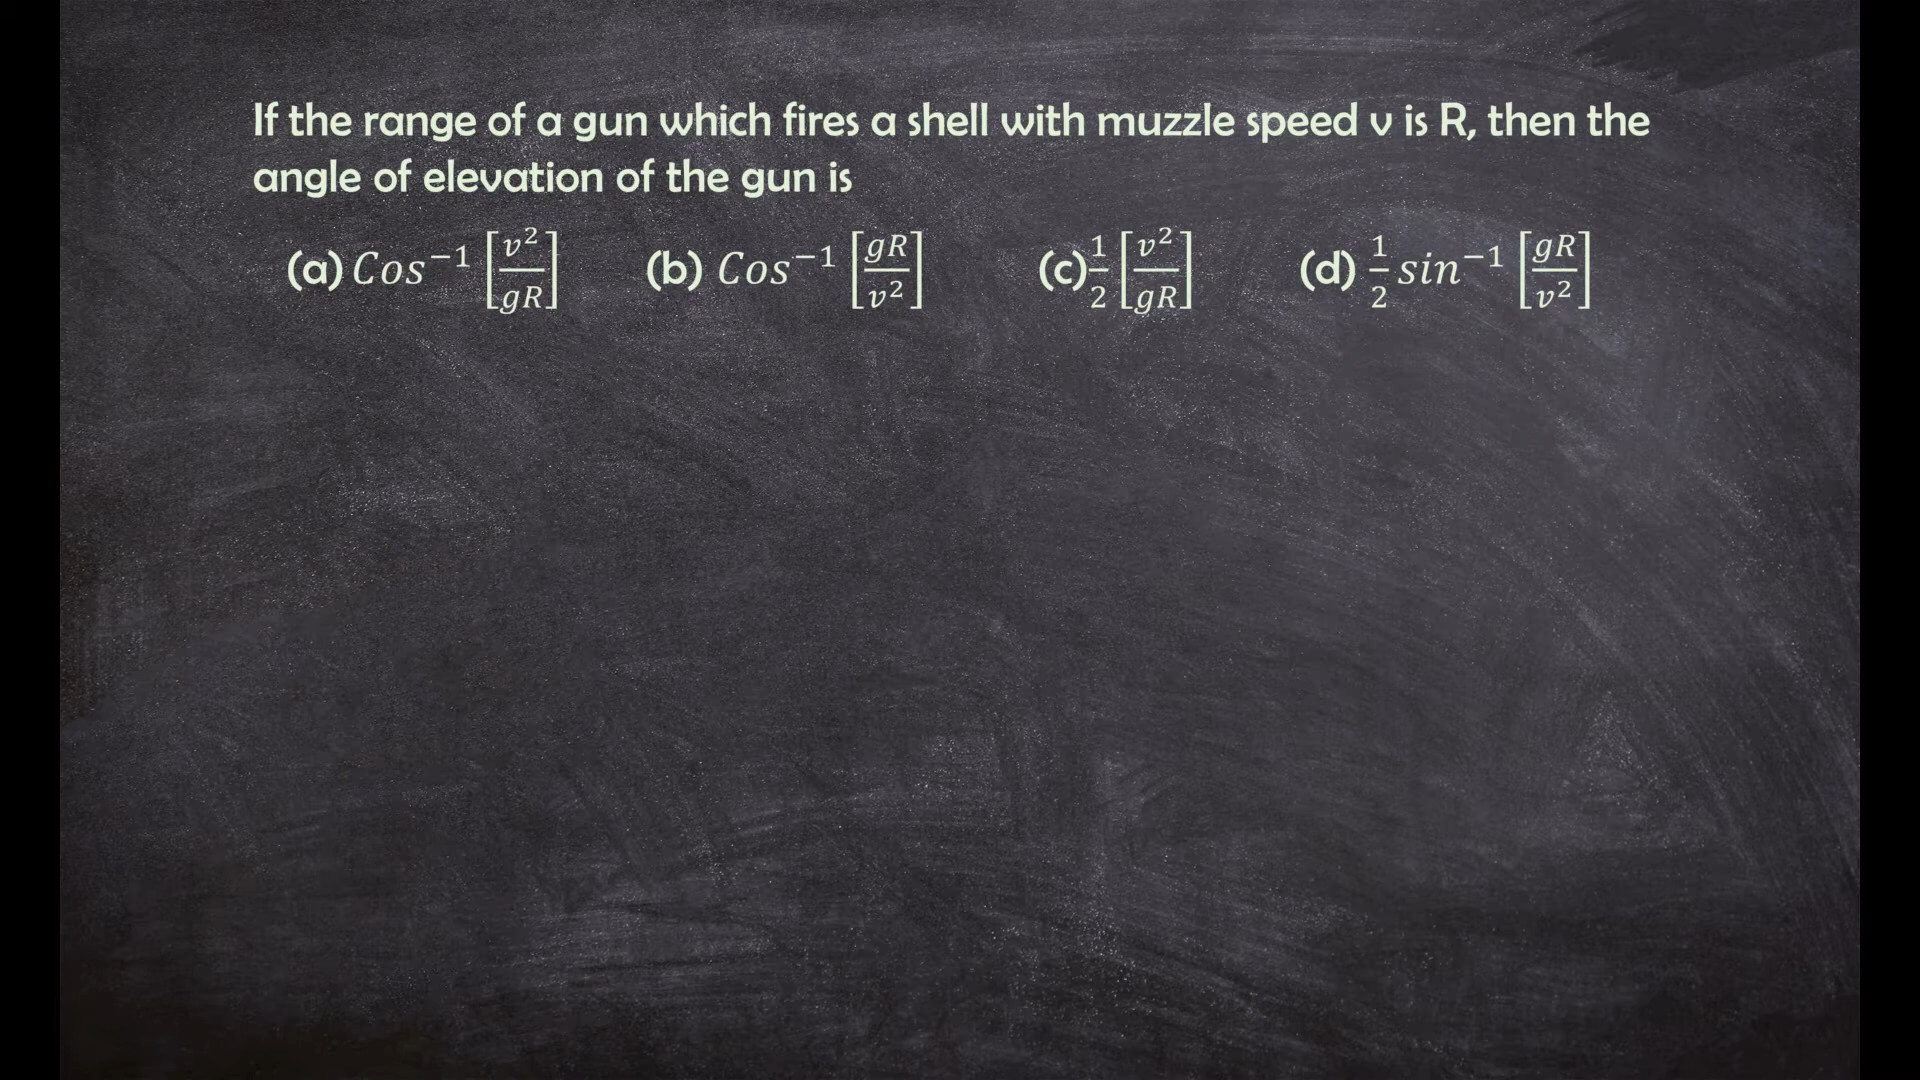 If the range of a gun which fires a shell with muzzle speed v is R, then the
angle of elevation of the gun is
(a) Cos⁻¹ [v²/gR] (b) Cos⁻¹ [gR/v²] (c) 1/2 [v²/gR] (d) 1/2 sin⁻¹ [gR/v²]